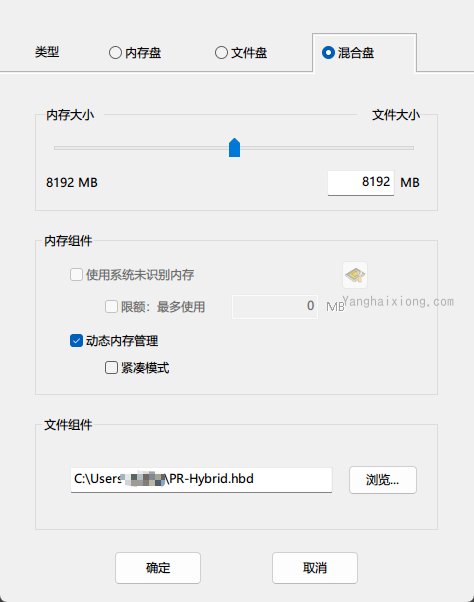 类型 内存盘 文件盘 混合盘
内存大小 文件大小
8192 MB 8192 MB
内存组件
使用系统未识别内存
限额：最多使用 0 MB
Yanghaixiong.com
动态内存管理
紧凑模式
文件组件
C:\Users \PR-Hybrid.hbd 浏览...
确定 取消